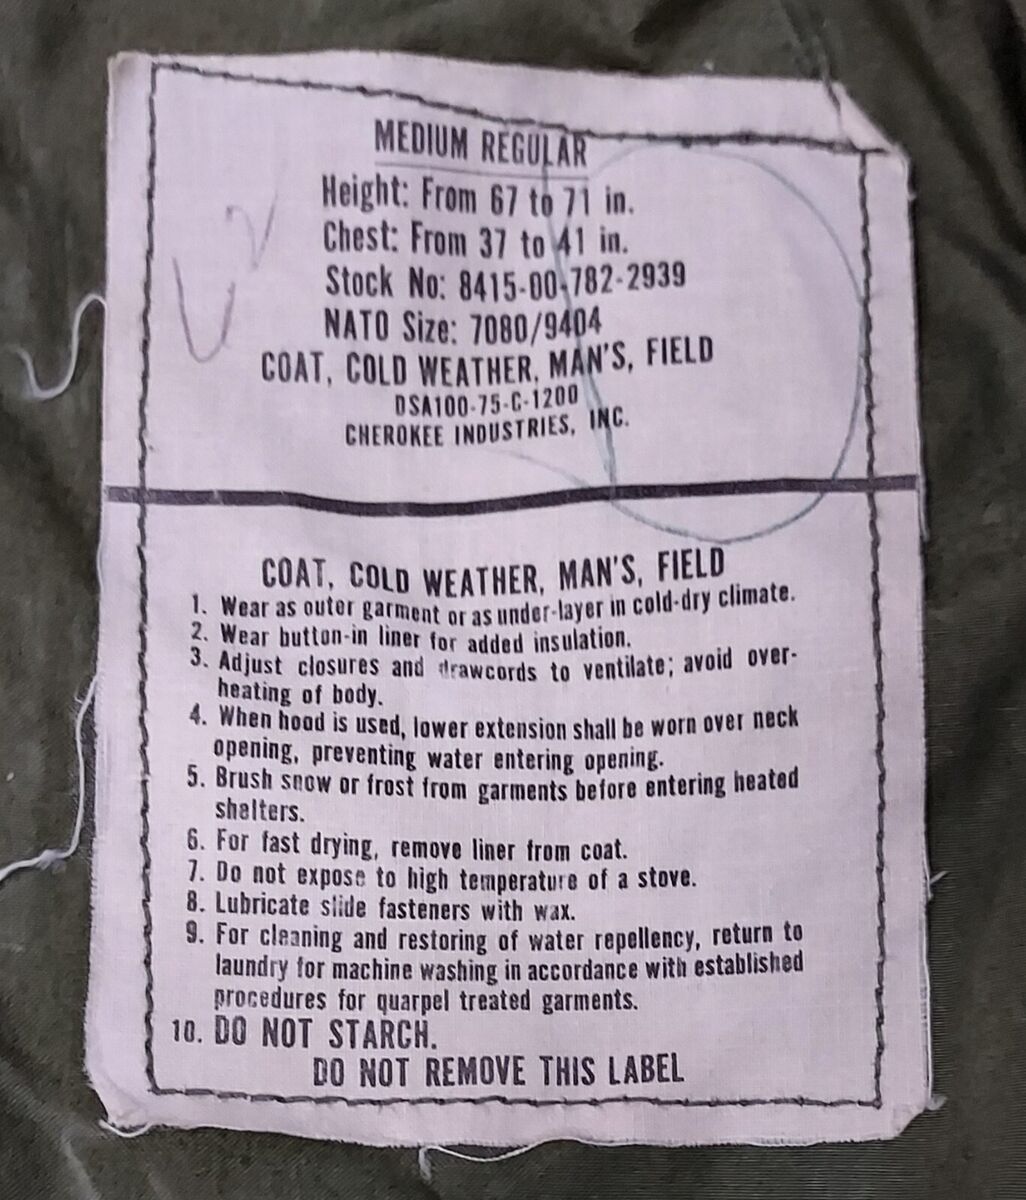 MEDIUM REGULAR
Height: From 67 to 71 in.
Chest: From 37 to 41 in.
Stock No: 8415-00-782-2939
NATO Size: 7080/9404
COAT, COLD WEATHER, MAN'S, FIELD
DSA100-75-C-1200
CHEROKEE INDUSTRIES, INC.
COAT, COLD WEATHER, MAN'S, FIELD
1. Wear as outer garment or as under-layer in cold-dry climate.
2. Wear button-in liner for added insulation.
3. Adjust closures and drawcords to ventilate; avoid over-
heating of body.
4. When hood is used, lower extension shall be worn over neck
opening, preventing water entering opening.
5. Brush snow or frost from garments before entering heated
shelters.
6. For fast drying, remove liner from coat.
7. Do not expose to high temperature of a stove.
8. Lubricate slide fasteners with wax.
9. For cleaning and restoring of water repellency, return to
laundry for machine washing in accordance with established
procedures for quarpel treated garments.
10. DO NOT STARCH.
DO NOT REMOVE THIS LABEL